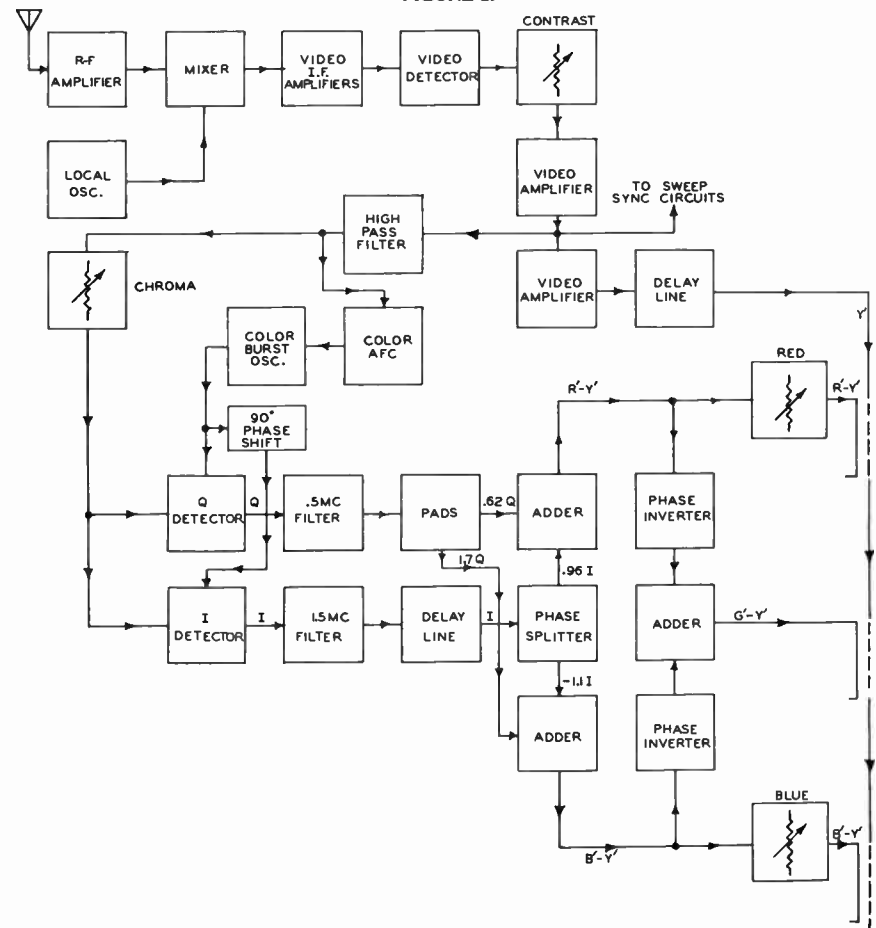 CONTRAST
R-F
AMPLIFIER
MIXER
VIDEO
I.F.
AMPLIFIERS
VIDEO
DETECTOR
LOCAL
OSC.
VIDEO
AMPLIFIER
TO SWEEP
SYNC CIRCUITS
HIGH
PASS
FILTER
CHROMA
VIDEO
AMPLIFIER
DELAY
LINE
Y'
COLOR
BURST
OSC.
COLOR
AFC
RED
R'-Y'
R'-Y'
90°
PHASE
SHIFT
Q
DETECTOR
Q
.5MC
FILTER
PADS
.62 Q
ADDER
PHASE
INVERTER
1.7 Q
.96 I
I
DETECTOR
I
1.5MC
FILTER
DELAY
LINE
I
PHASE
SPLITTER
ADDER
G'-Y'
-1.1 I
ADDER
PHASE
INVERTER
BLUE
B'-Y'
B'-Y'